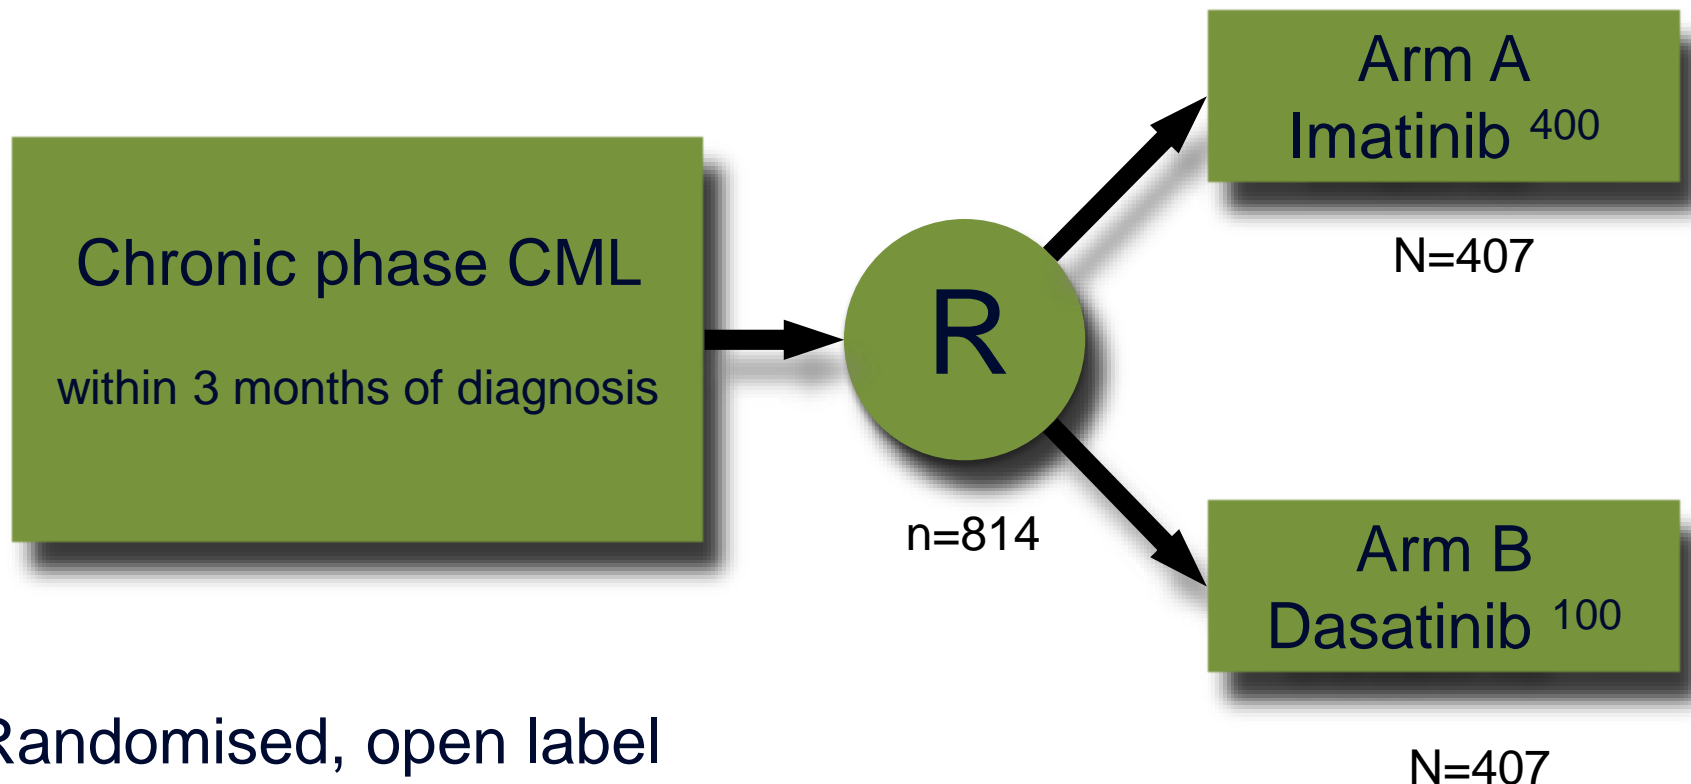 Chronic phase CML
within 3 months of diagnosis
R
n=814
Arm A
Imatinib 400
N=407
Arm B
Dasatinib 100
N=407
Randomised, open label